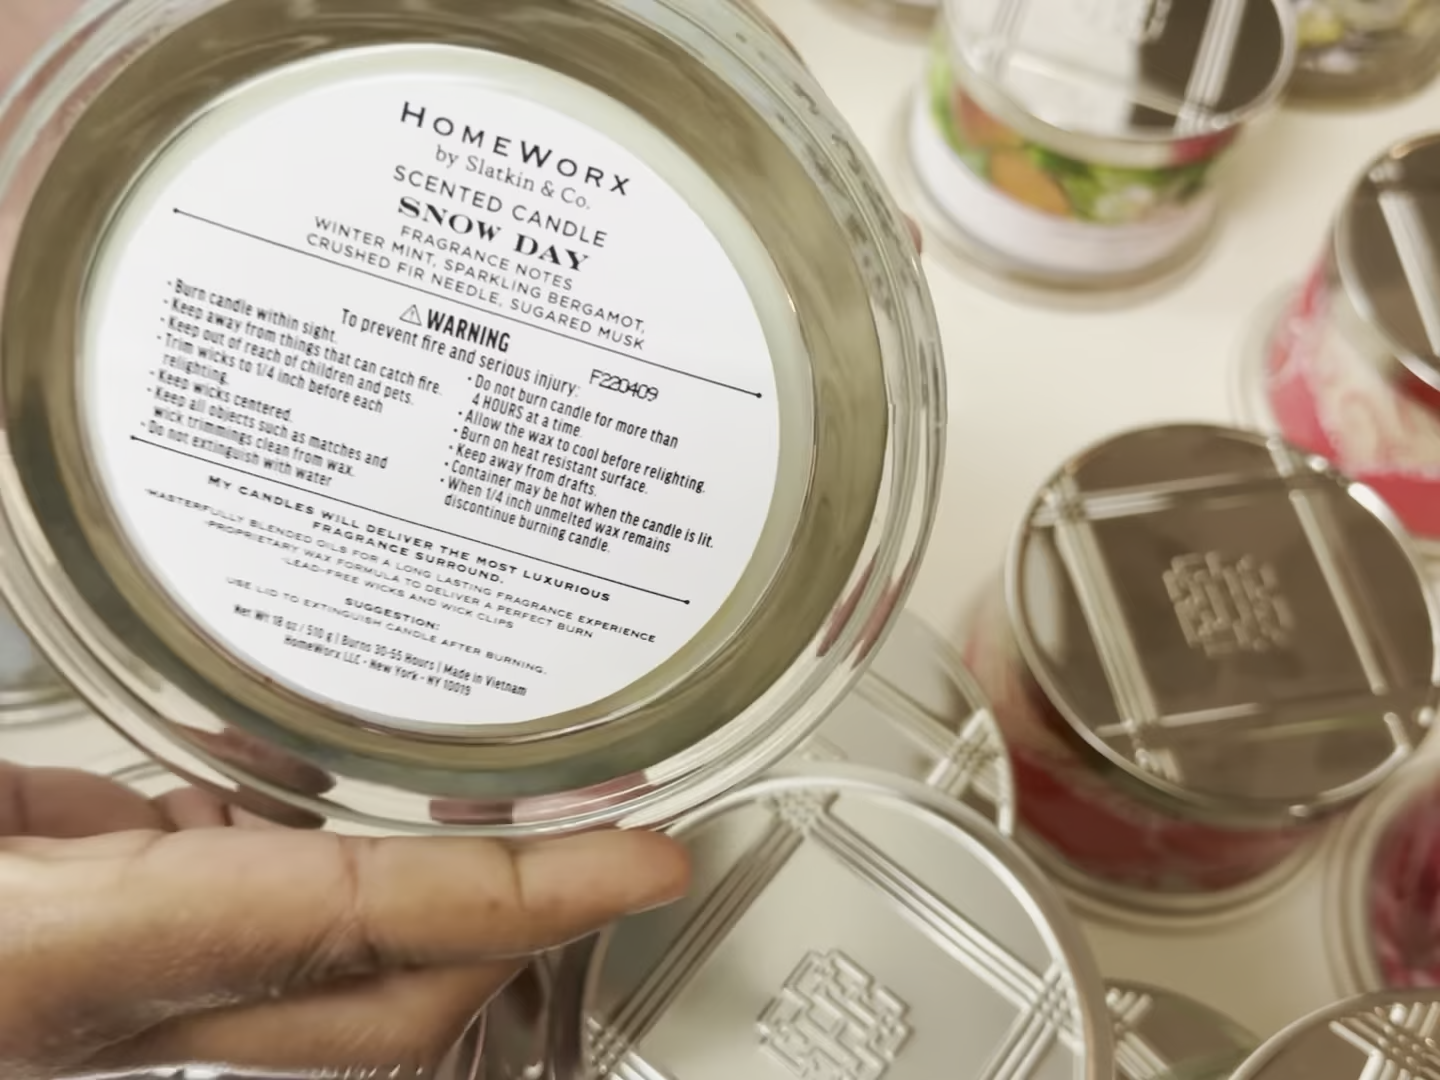 HOMEWORX
by Slatkin & Co.
SCENTED CANDLE
SNOW DAY
FRAGRANCE NOTES
WINTER MINT, SPARKLING BERGAMOT,
CRUSHED FIR NEEDLE, SUGARED MUSK
⚠ WARNING
To prevent fire and serious injury:
F220409
· Burn candle within sight.
· Keep away from things that can catch fire.
· Keep out of reach of children and pets.
· Trim wicks to 1/4 inch before each
relighting.
· Keep wicks centered.
· Keep all objects such as matches and
wick trimmings clean from wax.
· Do not extinguish with water
· Do not burn candle for more than
4 HOURS at a time.
· Allow the wax to cool before relighting.
· Burn on heat resistant surface.
· Keep away from drafts.
· Container may be hot when the candle is lit.
· When 1/4 inch unmelted wax remains
discontinue burning candle.
MY CANDLES WILL DELIVER THE MOST LUXURIOUS
FRAGRANCE SURROUND.
*MASTERFULLY BLENDED OILS FOR A LONG LASTING FRAGRANCE EXPERIENCE
*PROPRIETARY WAX FORMULA TO DELIVER A PERFECT BURN
*LEAD-FREE WICKS AND WICK CLIPS
SUGGESTION:
USE LID TO EXTINGUISH CANDLE AFTER BURNING.
Net Wt 18 oz / 510 g | Burns 30-55 Hours | Made in Vietnam
HomeWorx LLC · New York · NY 10019